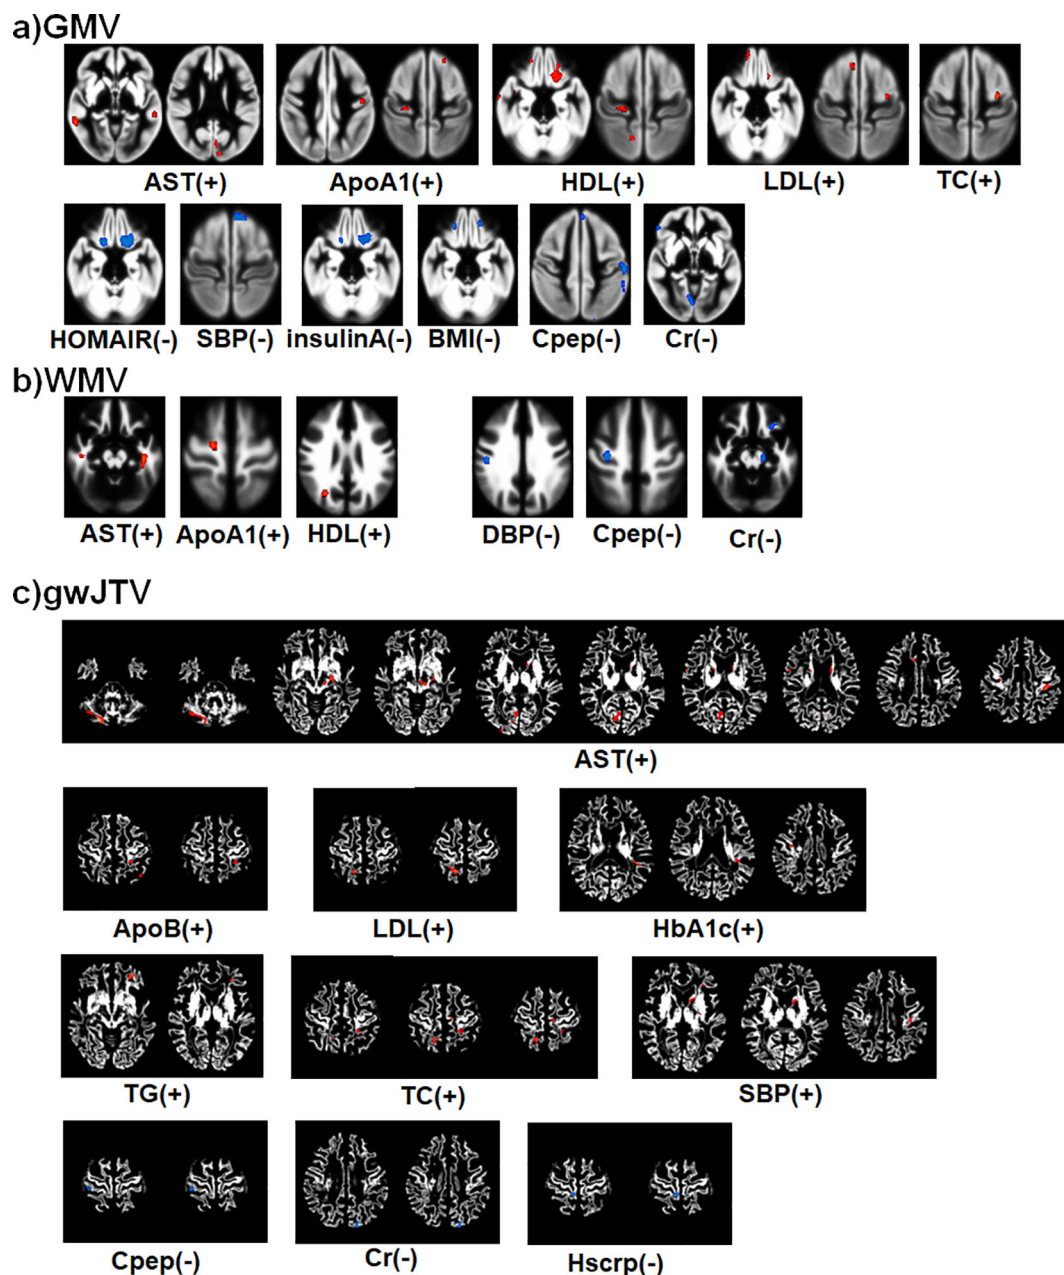 a)GMV
AST(+) ApoA1(+) HDL(+) LDL(+) TC(+)
HOMAIR(-) SBP(-) insulinA(-) BMI(-) Cpep(-) Cr(-)
b)WMV
AST(+) ApoA1(+) HDL(+) DBP(-) Cpep(-) Cr(-)
c)gwJTV
AST(+)
ApoB(+) LDL(+) HbA1c(+)
TG(+) TC(+) SBP(+)
Cpep(-) Cr(-) Hscrp(-)